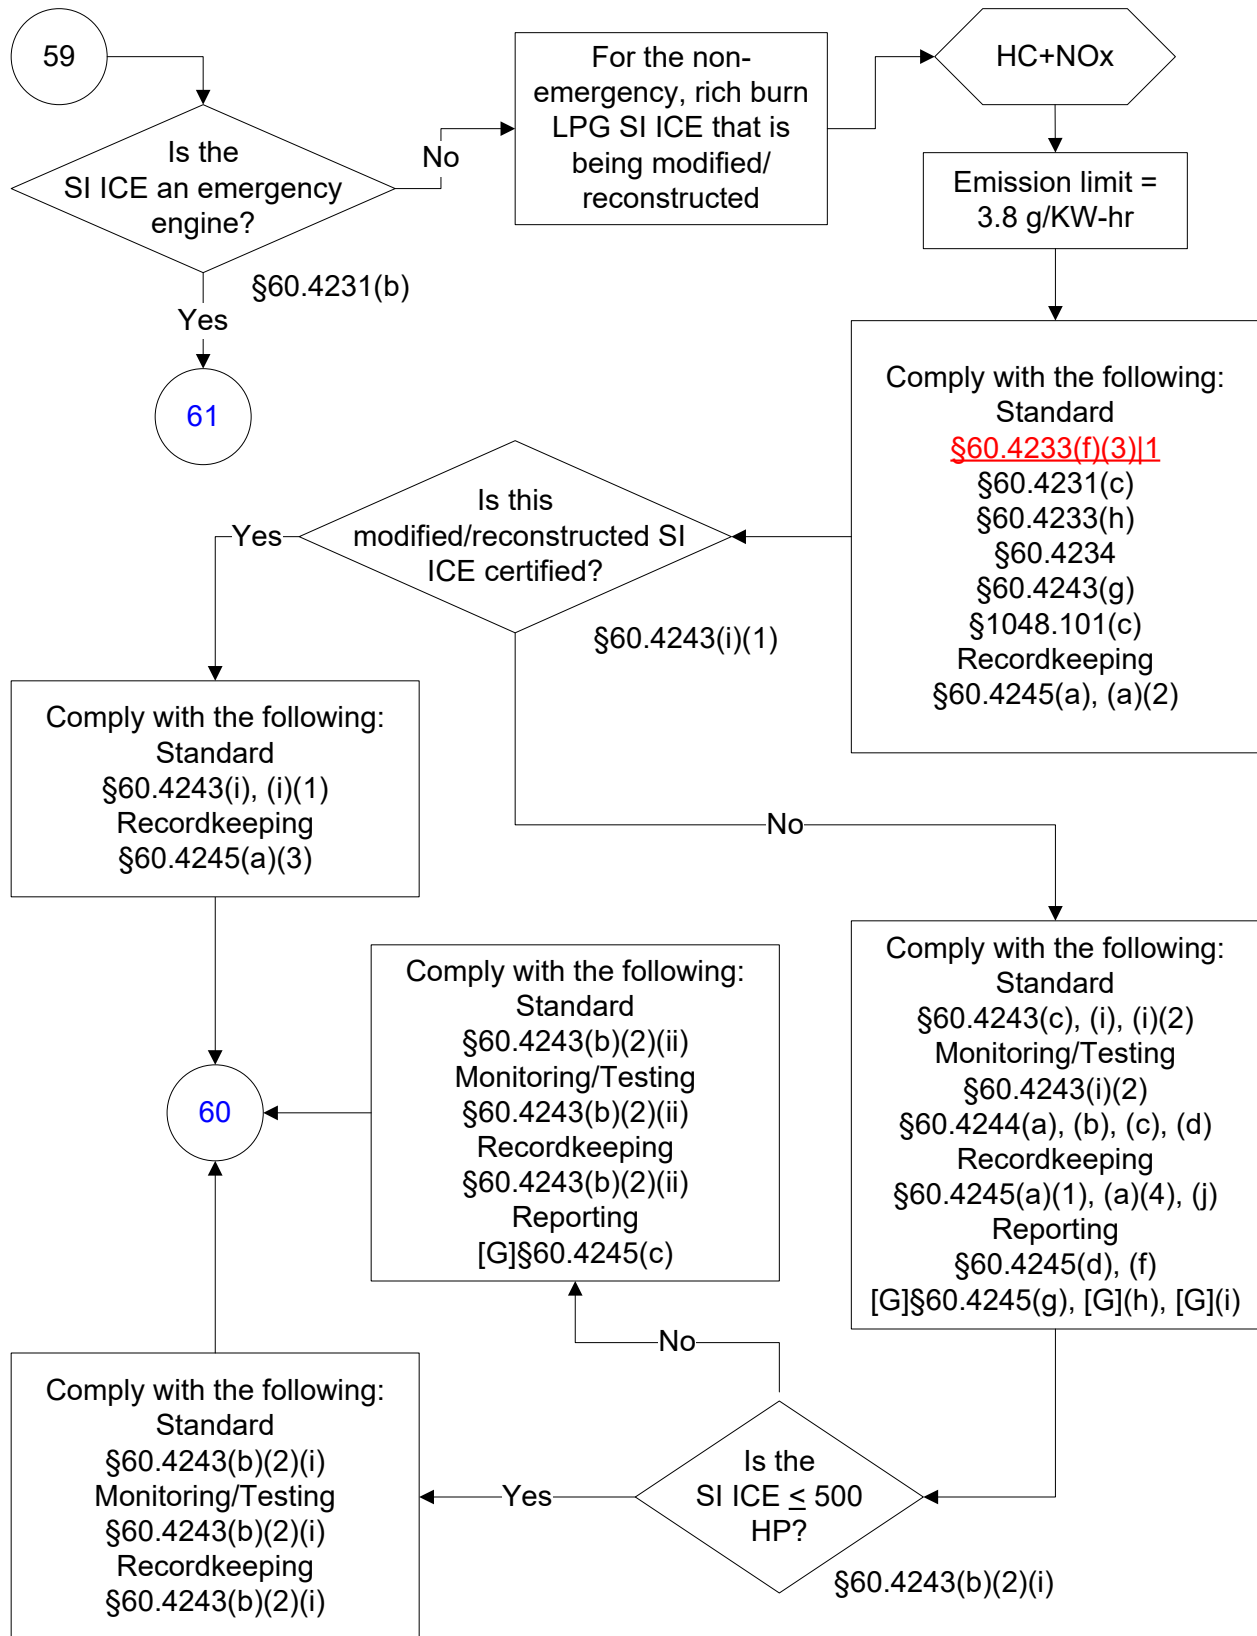 59
Is the
SI ICE an emergency
engine?
§60.4231(b)
No
Yes
61
For the non-
emergency, rich burn
LPG SI ICE that is
being modified/
reconstructed
HC+NOx
Emission limit =
3.8 g/KW-hr
Comply with the following:
Standard
§60.4233(f)(3)|1
§60.4231(c)
§60.4233(h)
§60.4234
§60.4243(g)
§1048.101(c)
Recordkeeping
§60.4245(a), (a)(2)
Is this
modified/reconstructed SI
ICE certified?
§60.4243(i)(1)
Yes
No
Comply with the following:
Standard
§60.4243(i), (i)(1)
Recordkeeping
§60.4245(a)(3)
60
Comply with the following:
Standard
§60.4243(c), (i), (i)(2)
Monitoring/Testing
§60.4243(i)(2)
§60.4244(a), (b), (c), (d)
Recordkeeping
§60.4245(a)(1), (a)(4), (j)
Reporting
§60.4245(d), (f)
[G]§60.4245(g), [G](h), [G](i)
Is the
SI ICE ≤ 500
HP?
§60.4243(b)(2)(i)
No
Yes
Comply with the following:
Standard
§60.4243(b)(2)(ii)
Monitoring/Testing
§60.4243(b)(2)(ii)
Recordkeeping
§60.4243(b)(2)(ii)
Reporting
[G]§60.4245(c)
Comply with the following:
Standard
§60.4243(b)(2)(i)
Monitoring/Testing
§60.4243(b)(2)(i)
Recordkeeping
§60.4243(b)(2)(i)